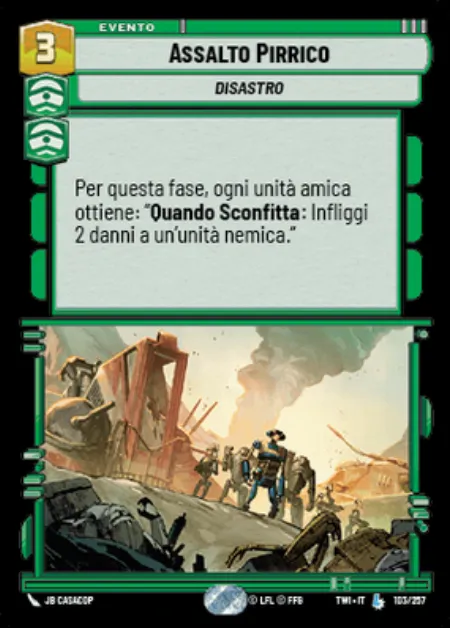 EVENTO
3
ASSALTO PIRRICO
DISASTRO
Per questa fase, ogni unità amica
ottiene: “Quando Sconfitta: Infliggi
2 danni a un’unità nemica.”
JB CASACOP
© LFL © FFG
TWI • IT
L
103/257